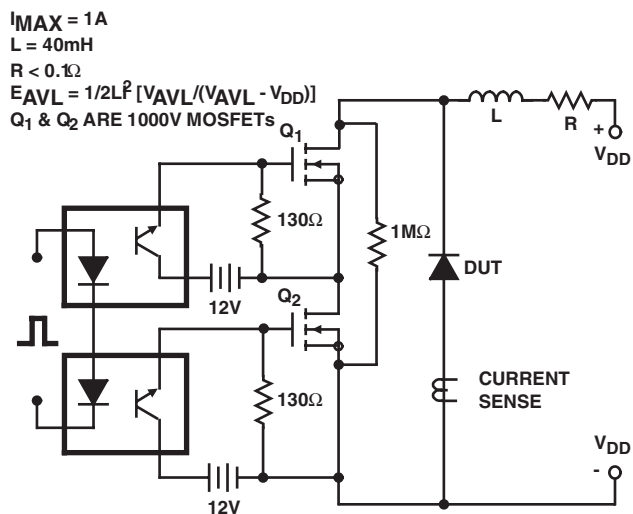 IMAX = 1A
L = 40mH
R < 0.1Ω
EAVL = 1/2LI² [VAVL/(VAVL - VDD)]
Q1 & Q2 ARE 1000V MOSFETs
Q1
L
R
+
VDD
130Ω
1MΩ
DUT
12V
Q2
CURRENT
SENSE
130Ω
VDD
-
12V